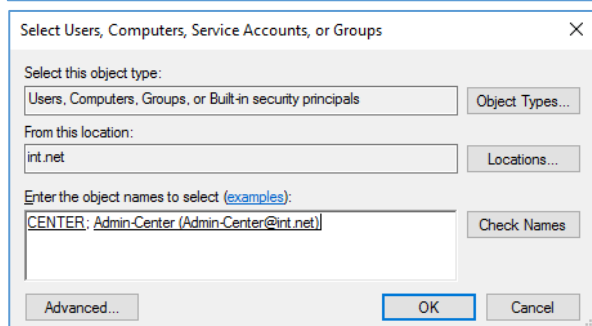 Select Users, Computers, Service Accounts, or Groups
Select this object type:
Users, Computers, Groups, or Built-in security principals
Object Types...
From this location:
int.net
Locations...
Enter the object names to select (examples):
CENTER; Admin-Center (Admin-Center@int.net)
Check Names
Advanced...
OK
Cancel